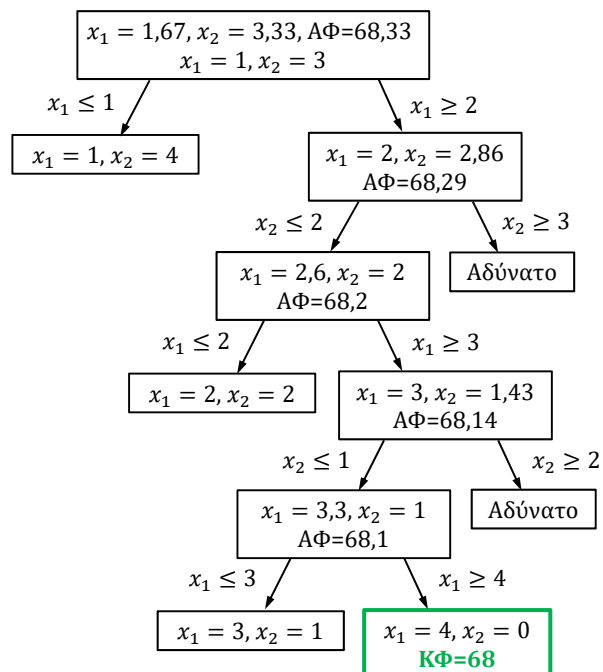 x₁ = 1,67, x₂ = 3,33, ΑΦ=68,33
x₁ = 1, x₂ = 3
x₁ ≤ 1
x₁ ≥ 2
x₁ = 1, x₂ = 4
x₁ = 2, x₂ = 2,86
ΑΦ=68,29
x₂ ≤ 2
x₂ ≥ 3
x₁ = 2,6, x₂ = 2
ΑΦ=68,2
Αδύνατο
x₁ ≤ 2
x₁ ≥ 3
x₁ = 2, x₂ = 2
x₁ = 3, x₂ = 1,43
ΑΦ=68,14
x₂ ≤ 1
x₂ ≥ 2
x₁ = 3,3, x₂ = 1
ΑΦ=68,1
Αδύνατο
x₁ ≤ 3
x₁ ≥ 4
x₁ = 3, x₂ = 1
x₁ = 4, x₂ = 0
ΚΦ=68